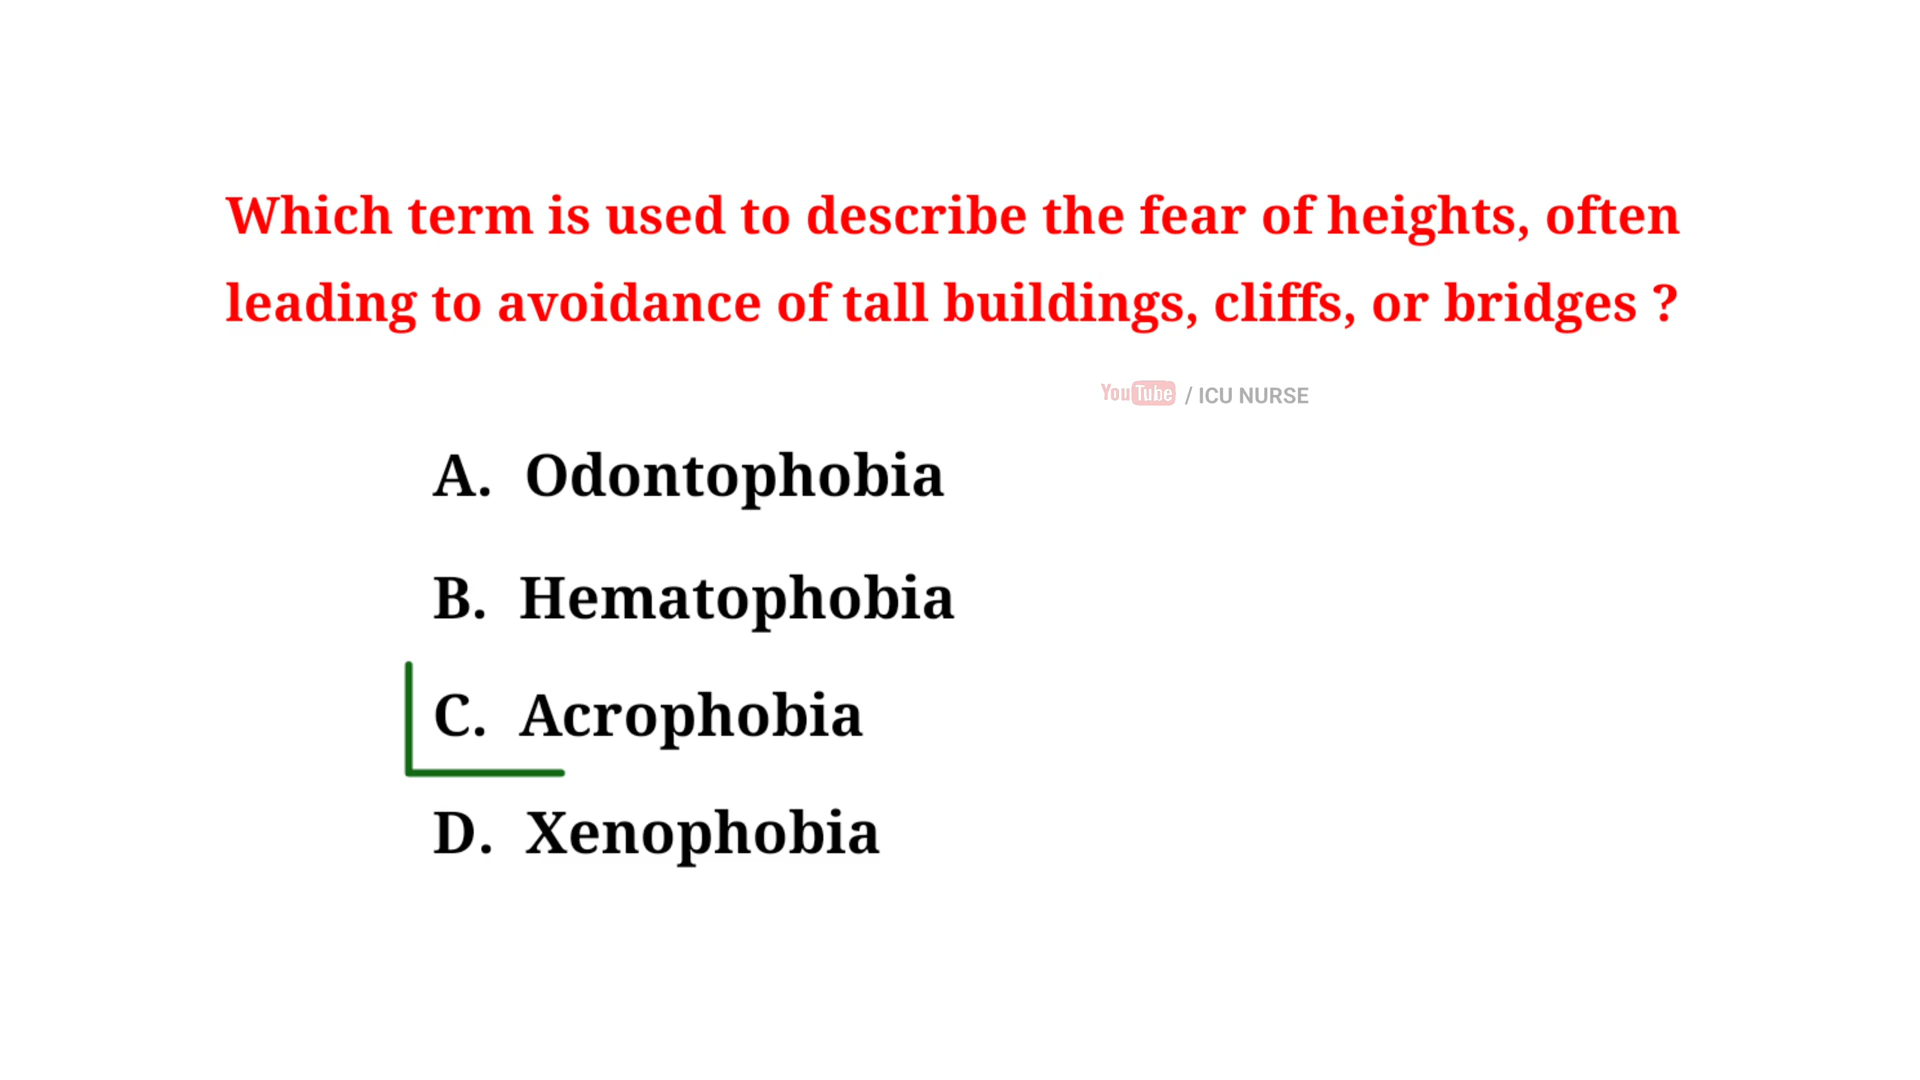 Which term is used to describe the fear of heights, often
leading to avoidance of tall buildings, cliffs, or bridges ?
YouTube / ICU NURSE
A. Odontophobia
B. Hematophobia
C. Acrophobia
D. Xenophobia